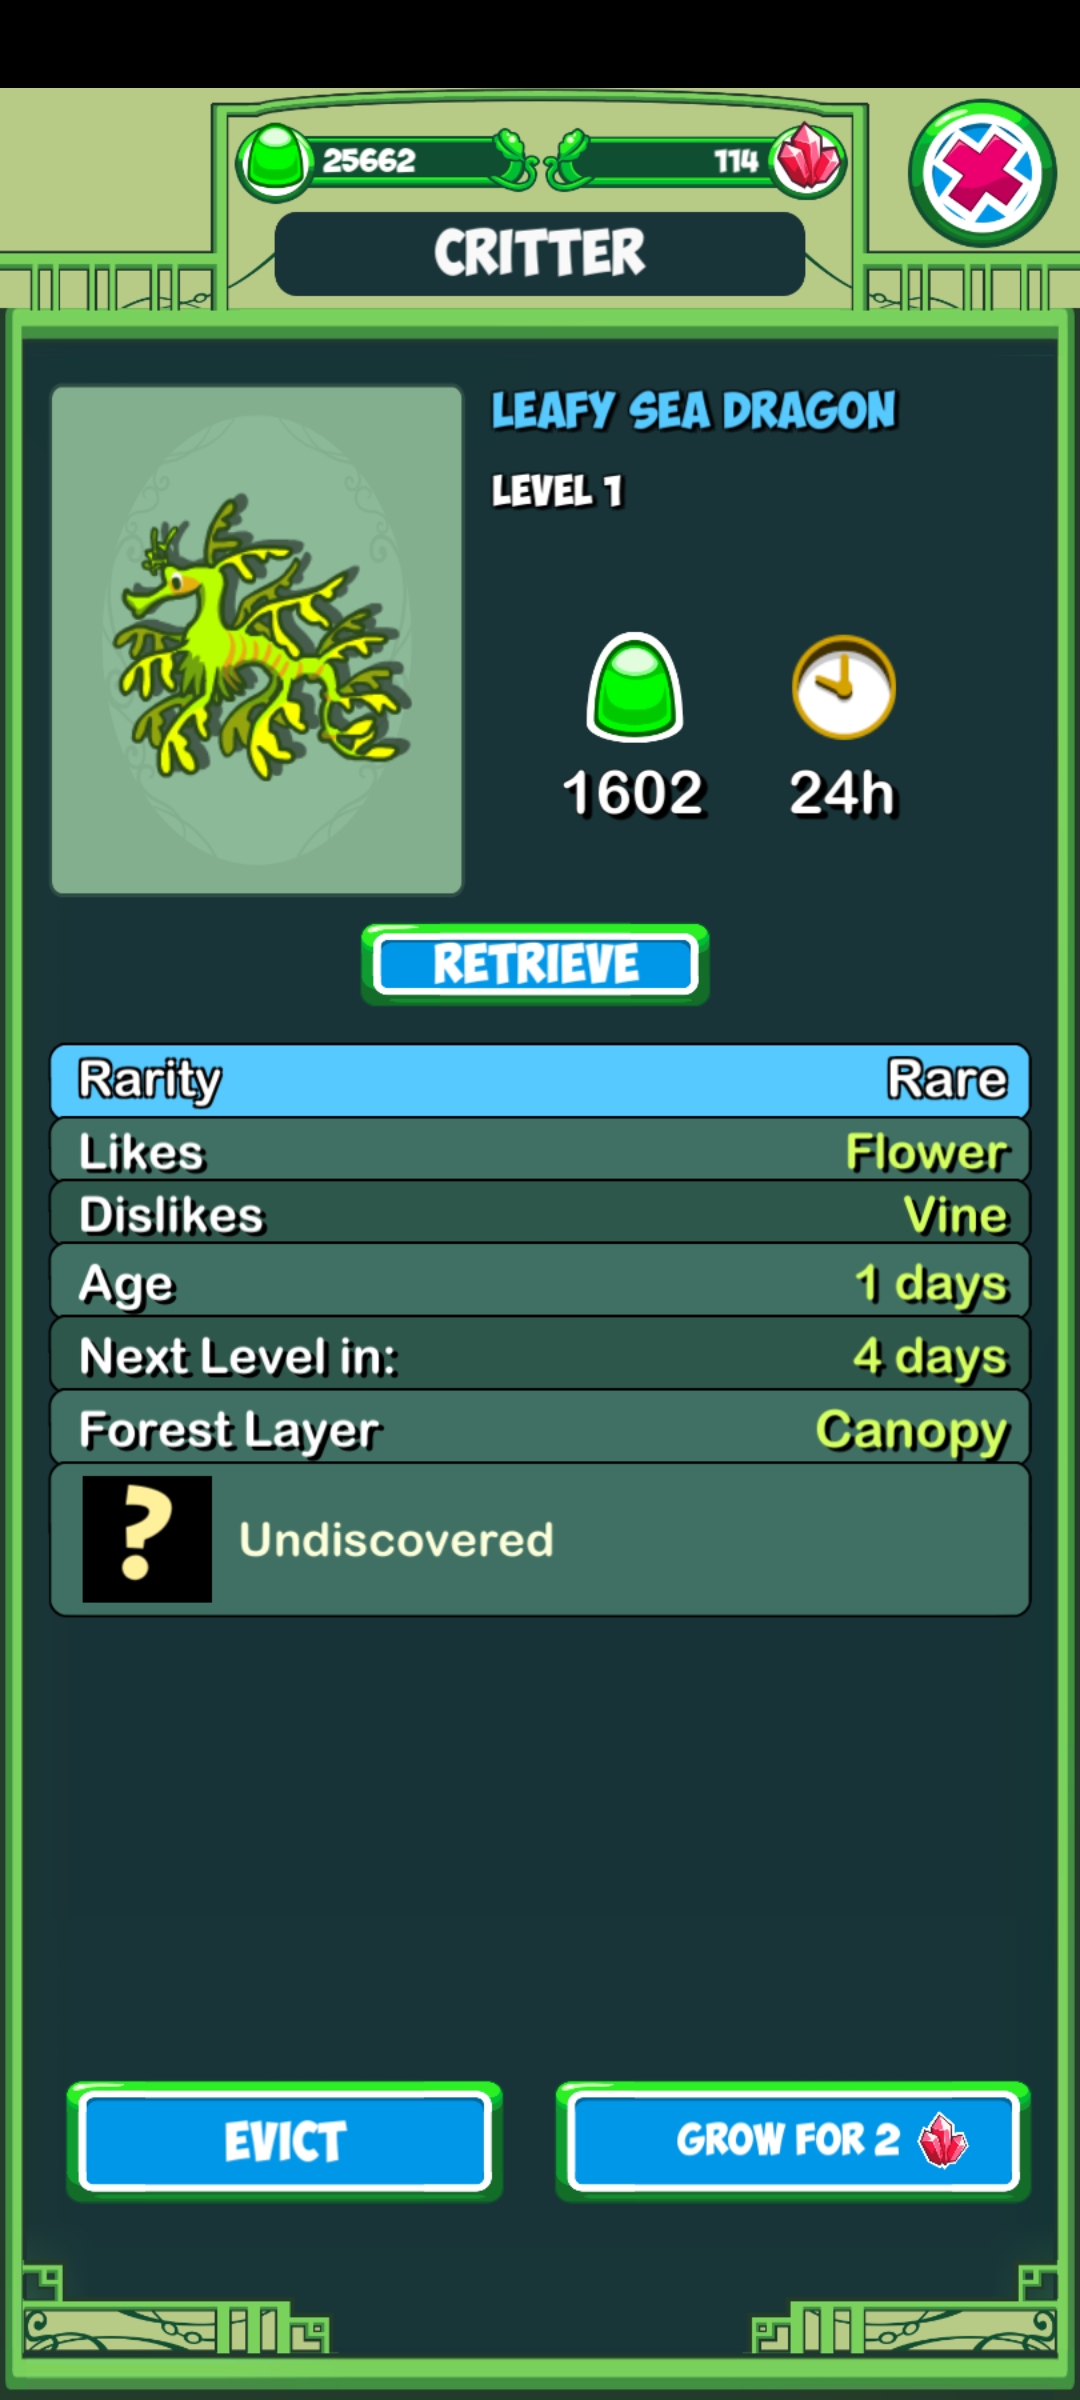 25662 114
CRITTER
LEAFY SEA DRAGON
LEVEL 1
1602 24h
RETRIEVE
Rarity Rare
Likes Flower
Dislikes Vine
Age 1 days
Next Level in: 4 days
Forest Layer Canopy
? Undiscovered
EVICT GROW FOR 2